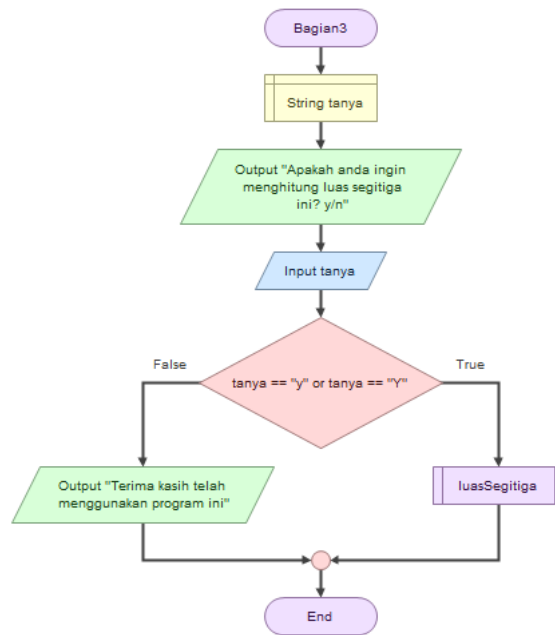 Bagian3
String tanya
Output "Apakah anda ingin
menghitung luas segitiga
ini? y/n"
Input tanya
False
True
tanya == "y" or tanya == "Y"
Output "Terima kasih telah
menggunakan program ini"
luasSegitiga
End